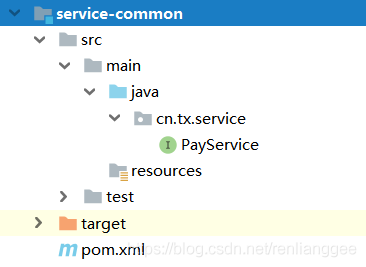 service-common
src
main
java
cn.tx.service
I PayService
resources
test
target
m pom.xml
https://blog.csdn.net/renlianggee